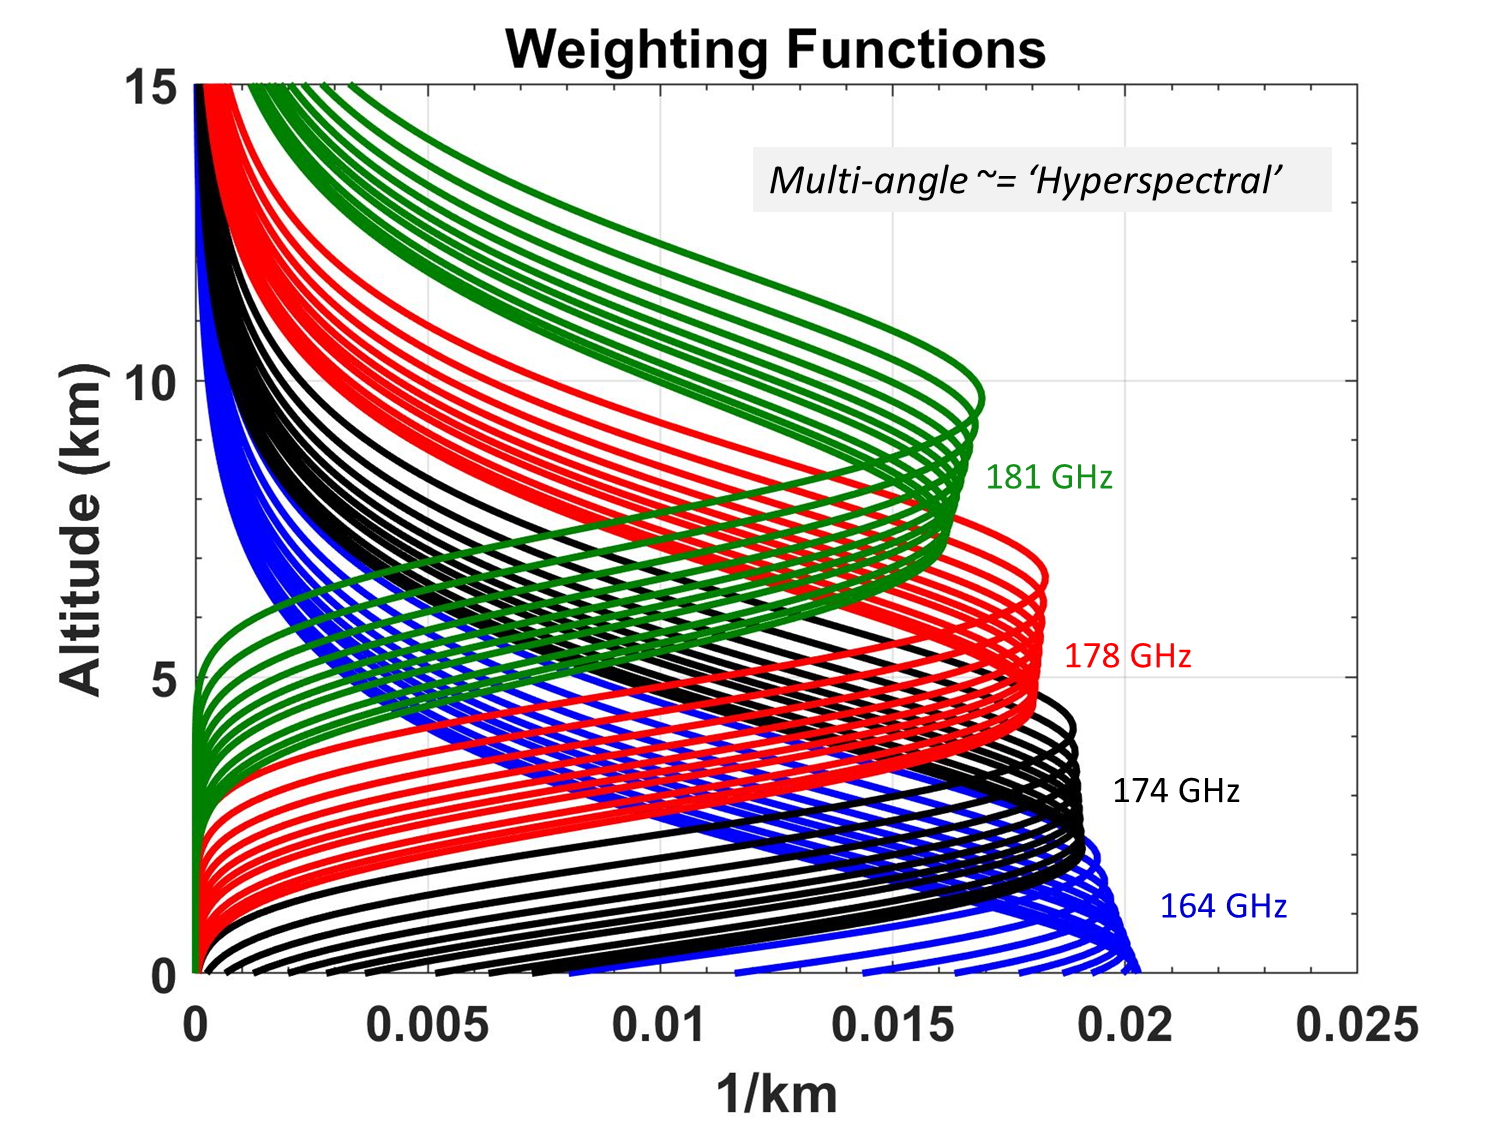 Weighting Functions
15
Multi-angle ~= ‘Hyperspectral’
10
181 GHz
Altitude (km)
178 GHz
5
174 GHz
164 GHz
0
0 0.005 0.01 0.015 0.02 0.025
1/km